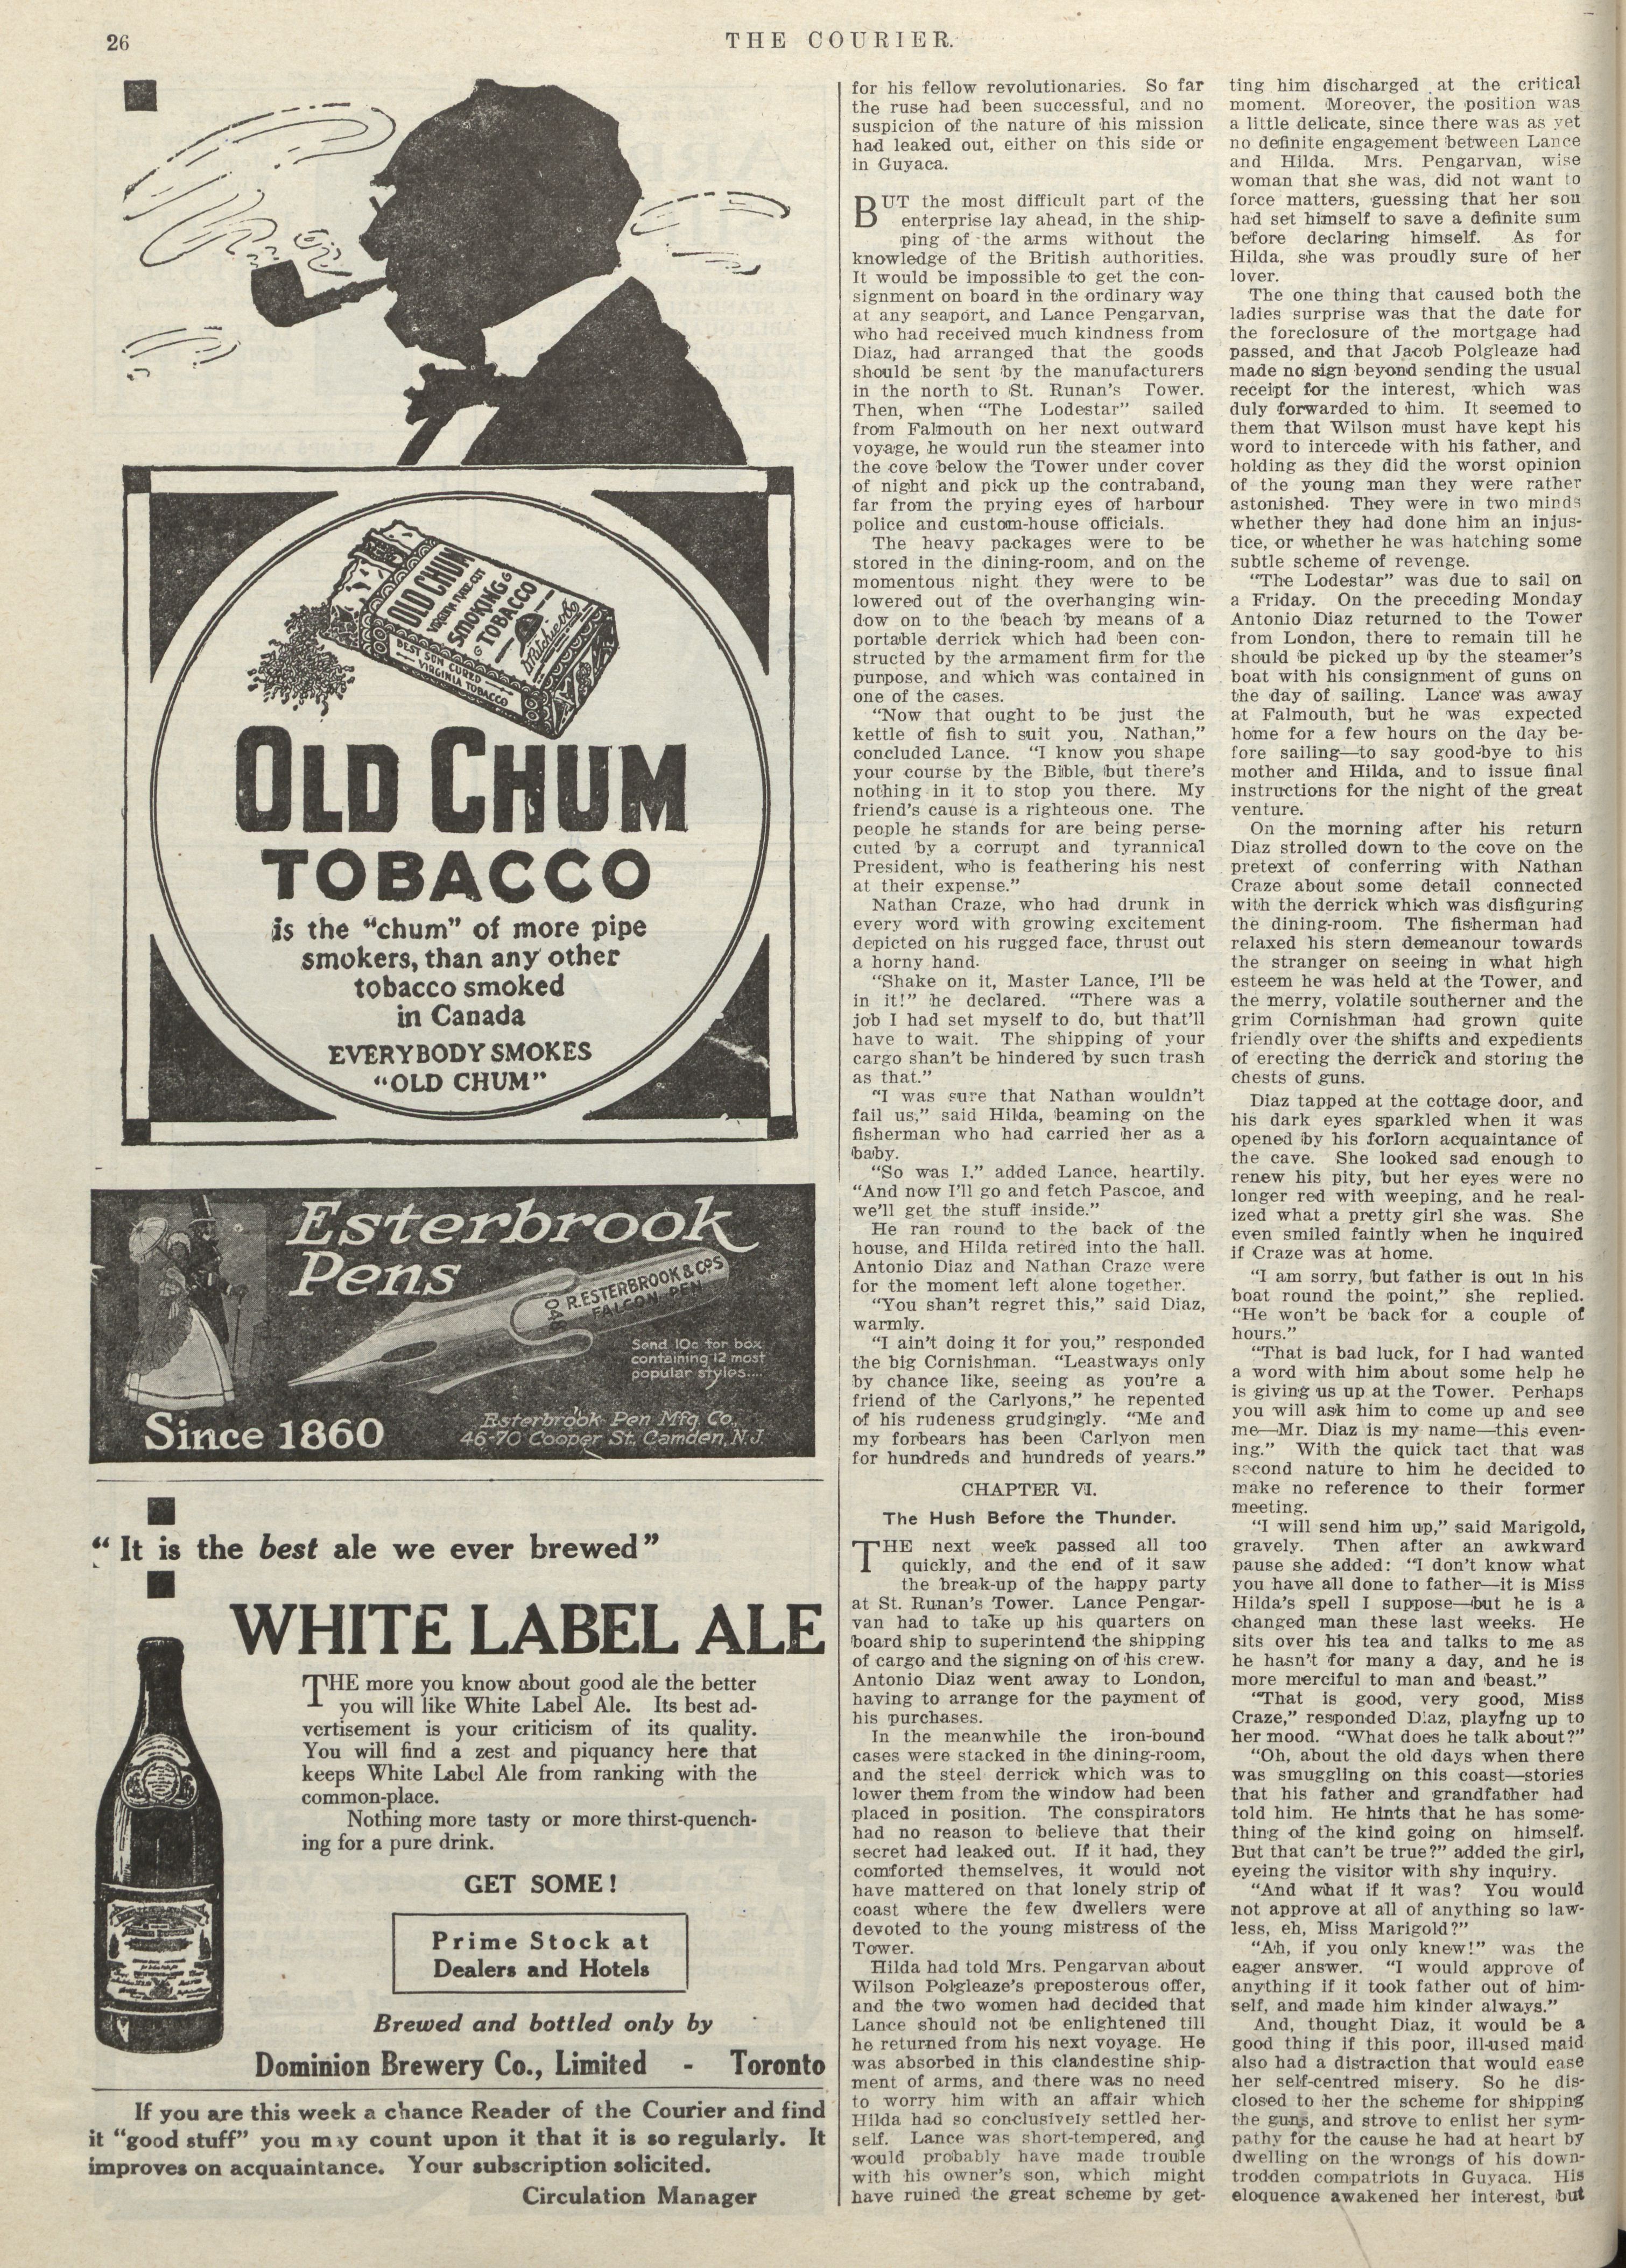 26
THE COURIER.
OLD CHUM
VIRGINIA FLAKE-CUT
SMOKING
TOBACCO
Ritchie & Co
BEST SUN CURED
VIRGINIA TOBACCO
OLD CHUM
TOBACCO
is the "chum" of more pipe
smokers, than any other
tobacco smoked
in Canada
EVERYBODY SMOKES
"OLD CHUM"
Esterbrook
Pens
R. ESTERBROOK & CO'S
FALCON PEN
048
Send 10c for box
containing 12 most
popular styles....
Since 1860
Esterbrook Pen Mfg. Co.,
46-70 Cooper St., Camden, N.J.
"It is the best ale we ever brewed"
WHITE LABEL ALE
THE more you know about good ale the better
you will like White Label Ale. Its best ad-
vertisement is your criticism of its quality.
You will find a zest and piquancy here that
keeps White Label Ale from ranking with the
common-place.
Nothing more tasty or more thirst-quench-
ing for a pure drink.
GET SOME!
Prime Stock at
Dealers and Hotels
Brewed and bottled only by
Dominion Brewery Co., Limited - Toronto
If you are this week a chance Reader of the Courier and find
it "good stuff" you may count upon it that it is so regularly. It
improves on acquaintance. Your subscription solicited.
Circulation Manager
for his fellow revolutionaries. So far
the ruse had been successful, and no
suspicion of the nature of his mission
had leaked out, either on this side or
in Guyaca.
BUT the most difficult part of the
enterprise lay ahead, in the ship-
ping of the arms without the
knowledge of the British authorities.
It would be impossible to get the con-
signment on board in the ordinary way
at any seaport, and Lance Pengarvan,
who had received much kindness from
Diaz, had arranged that the goods
should be sent by the manufacturers
in the north to St. Runan's Tower.
Then, when "The Lodestar" sailed
from Falmouth on her next outward
voyage, he would run the steamer into
the cove below the Tower under cover
of night and pick up the contraband,
far from the prying eyes of harbour
police and custom-house officials.
The heavy packages were to be
stored in the dining-room, and on the
momentous night they were to be
lowered out of the overhanging win-
dow on to the beach by means of a
portable derrick which had been con-
structed by the armament firm for the
purpose, and which was contained in
one of the cases.
"Now that ought to be just the
kettle of fish to suit you, Nathan,"
concluded Lance. "I know you shape
your course by the Bible, but there's
nothing in it to stop you there. My
friend's cause is a righteous one. The
people he stands for are being perse-
cuted by a corrupt and tyrannical
President, who is feathering his nest
at their expense."
Nathan Craze, who had drunk in
every word with growing excitement
depicted on his rugged face, thrust out
a horny hand.
"Shake on it, Master Lance, I'll be
in it!" he declared. "There was a
job I had set myself to do, but that'll
have to wait. The shipping of your
cargo shan't be hindered by such trash
as that."
"I was sure that Nathan wouldn't
fail us," said Hilda, beaming on the
fisherman who had carried her as a
baby.
"So was I," added Lance, heartily.
"And now I'll go and fetch Pascoe, and
we'll get the stuff inside."
He ran round to the back of the
house, and Hilda retired into the hall.
Antonio Diaz and Nathan Craze were
for the moment left alone together.
"You shan't regret this," said Diaz,
warmly.
"I ain't doing it for you," responded
the big Cornishman. "Leastways only
by chance like, seeing as you're a
friend of the Carlyons," he repented
of his rudeness grudgingly. "Me and
my forbears has been Carlyon men
for hundreds and hundreds of years."
CHAPTER VI.
The Hush Before the Thunder.
THE next week passed all too
quickly, and the end of it saw
the break-up of the happy party
at St. Runan's Tower. Lance Pengar-
van had to take up his quarters on
board ship to superintend the shipping
of cargo and the signing on of his crew.
Antonio Diaz went away to London,
having to arrange for the payment of
his purchases.
In the meanwhile the iron-bound
cases were stacked in the dining-room,
and the steel derrick which was to
lower them from the window had been
placed in position. The conspirators
had no reason to believe that their
secret had leaked out. If it had, they
comforted themselves, it would not
have mattered on that lonely strip of
coast where the few dwellers were
devoted to the young mistress of the
Tower.
Hilda had told Mrs. Pengarvan about
Wilson Polgleaze's preposterous offer,
and the two women had decided that
Lance should not be enlightened till
he returned from his next voyage. He
was absorbed in this clandestine ship-
ment of arms, and there was no need
to worry him with an affair which
Hilda had so conclusively settled her-
self. Lance was short-tempered, and
would probably have made trouble
with his owner's son, which might
have ruined the great scheme by get-
ting him discharged at the critical
moment. Moreover, the position was
a little delicate, since there was as yet
no definite engagement between Lance
and Hilda. Mrs. Pengarvan, wise
woman that she was, did not want to
force matters, guessing that her son
had set himself to save a definite sum
before declaring himself. As for
Hilda, she was proudly sure of her
lover.
The one thing that caused both the
ladies surprise was that the date for
the foreclosure of the mortgage had
passed, and that Jacob Polgleaze had
made no sign beyond sending the usual
receipt for the interest, which was
duly forwarded to him. It seemed to
them that Wilson must have kept his
word to intercede with his father, and
holding as they did the worst opinion
of the young man they were rather
astonished. They were in two minds
whether they had done him an injus-
tice, or whether he was hatching some
subtle scheme of revenge.
"The Lodestar" was due to sail on
a Friday. On the preceding Monday
Antonio Diaz returned to the Tower
from London, there to remain till he
should be picked up by the steamer's
boat with his consignment of guns on
the day of sailing. Lance was away
at Falmouth, but he was expected
home for a few hours on the day be-
fore sailing—to say good-bye to his
mother and Hilda, and to issue final
instructions for the night of the great
venture.
On the morning after his return
Diaz strolled down to the cove on the
pretext of conferring with Nathan
Craze about some detail connected
with the derrick which was disfiguring
the dining-room. The fisherman had
relaxed his stern demeanour towards
the stranger on seeing in what high
esteem he was held at the Tower, and
the merry, volatile southerner and the
grim Cornishman had grown quite
friendly over the shifts and expedients
of erecting the derrick and storing the
chests of guns.
Diaz tapped at the cottage door, and
his dark eyes sparkled when it was
opened by his forlorn acquaintance of
the cave. She looked sad enough to
renew his pity, but her eyes were no
longer red with weeping, and he real-
ized what a pretty girl she was. She
even smiled faintly when he inquired
if Craze was at home.
"I am sorry, but father is out in his
boat round the point," she replied.
"He won't be back for a couple of
hours."
"That is bad luck, for I had wanted
a word with him about some help he
is giving us up at the Tower. Perhaps
you will ask him to come up and see
me—Mr. Diaz is my name—this even-
ing." With the quick tact that was
second nature to him he decided to
make no reference to their former
meeting.
"I will send him up," said Marigold,
gravely. Then after an awkward
pause she added: "I don't know what
you have all done to father—it is Miss
Hilda's spell I suppose—but he is a
changed man these last weeks. He
sits over his tea and talks to me as
he hasn't for many a day, and he is
more merciful to man and beast."
"That is good, very good, Miss
Craze," responded Diaz, playing up to
her mood. "What does he talk about?"
"Oh, about the old days when there
was smuggling on this coast—stories
that his father and grandfather had
told him. He hints that he has some-
thing of the kind going on himself.
But that can't be true?" added the girl,
eyeing the visitor with shy inquiry.
"And what if it was? You would
not approve at all of anything so law-
less, eh, Miss Marigold?"
"Ah, if you only knew!" was the
eager answer. "I would approve of
anything if it took father out of him-
self, and made him kinder always."
And, thought Diaz, it would be a
good thing if this poor, ill-used maid
also had a distraction that would ease
her self-centred misery. So he dis-
closed to her the scheme for shipping
the guns, and strove to enlist her sym-
pathy for the cause he had at heart by
dwelling on the wrongs of his down-
trodden compatriots in Guyaca. His
eloquence awakened her interest, but